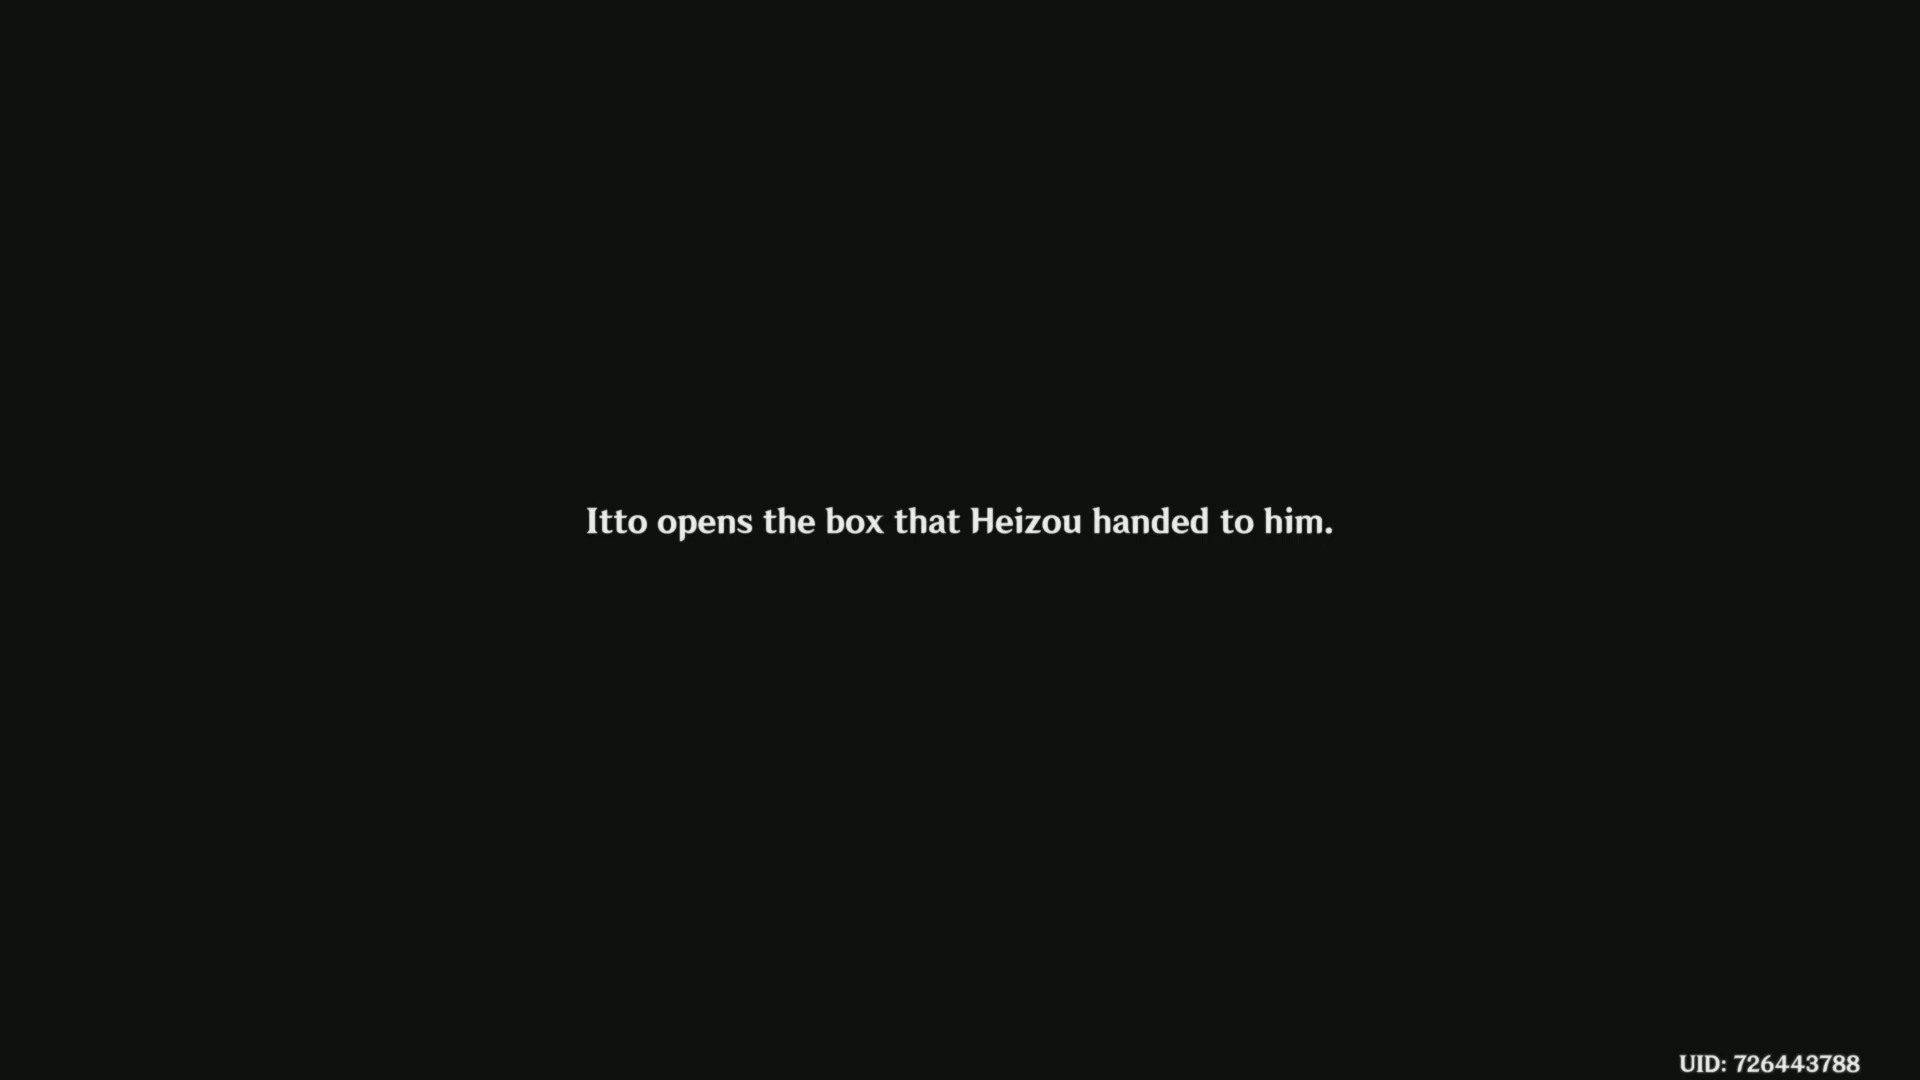 Itto opens the box that Heizou handed to him.
UID: 726443788